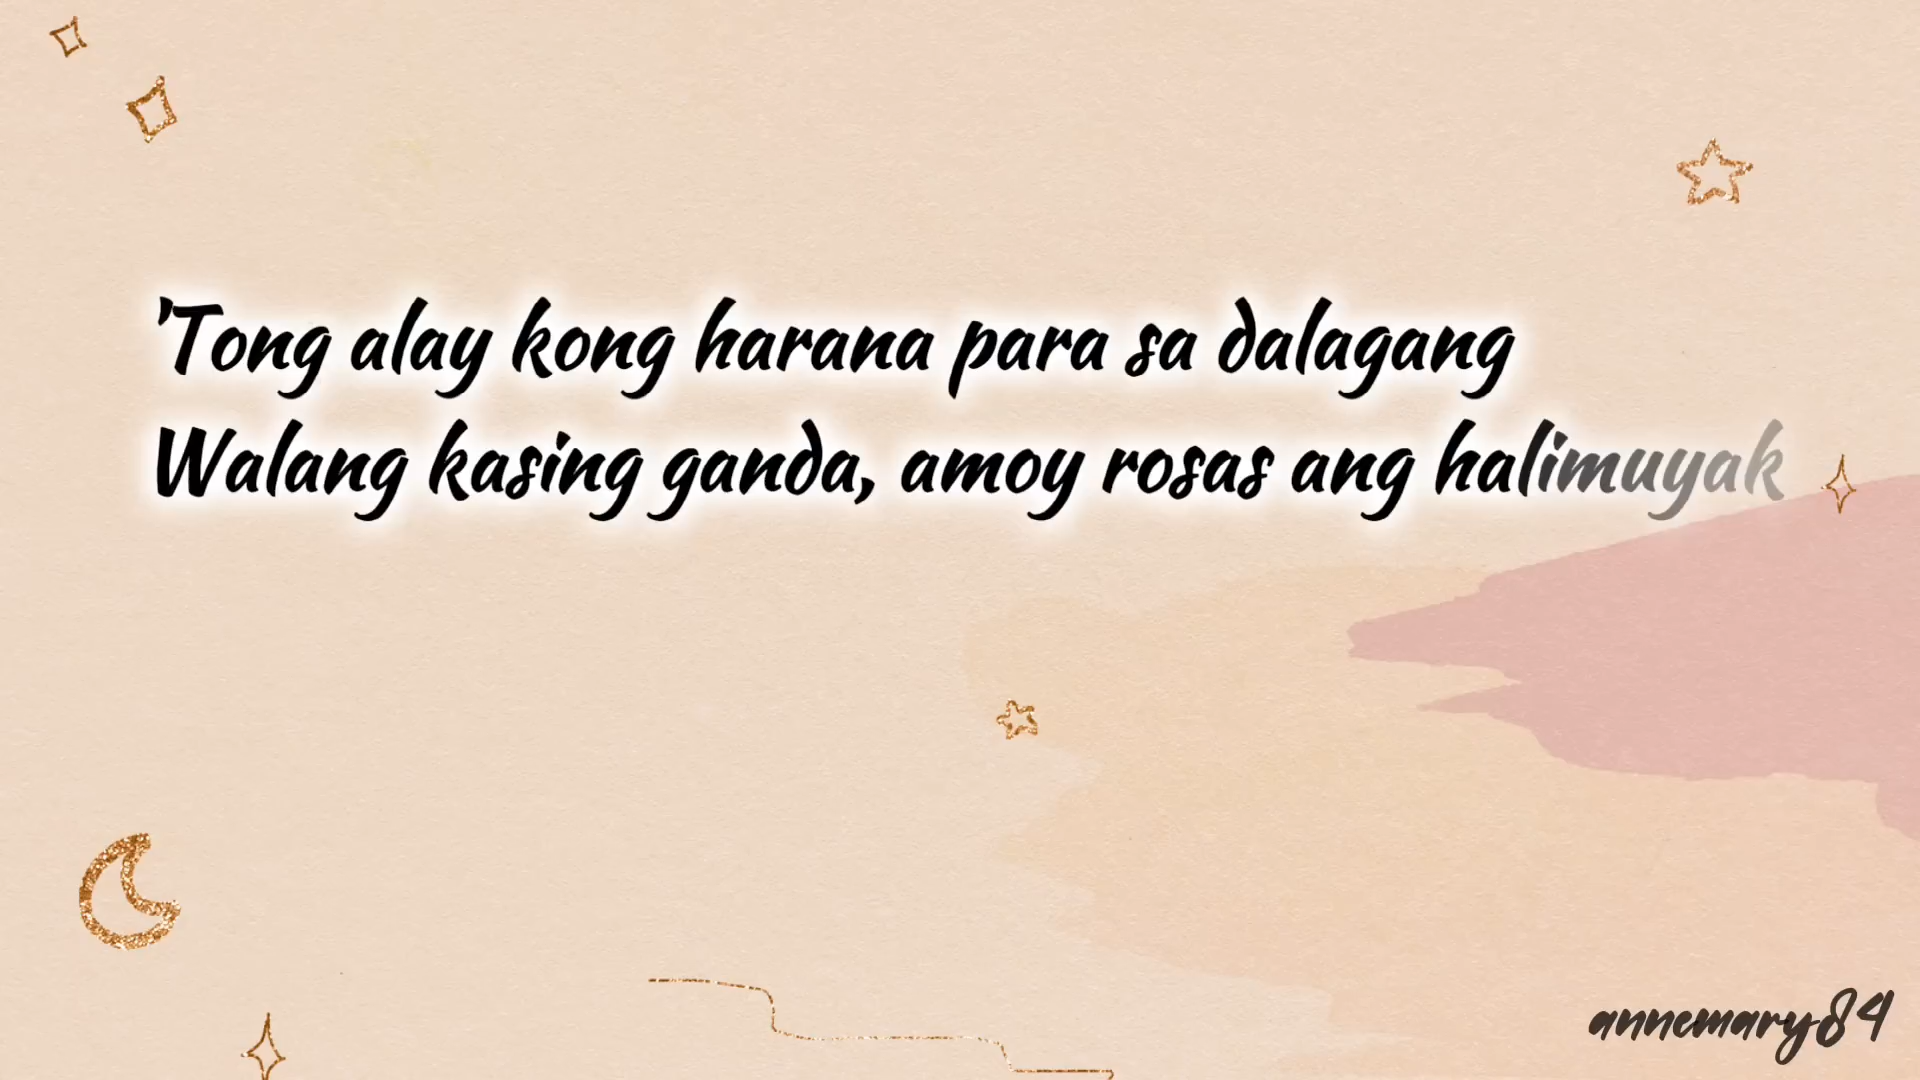 'Tong alay kong harana para sa dalagang
Walang kasing ganda, amoy rosas ang halimuyak
annemary84